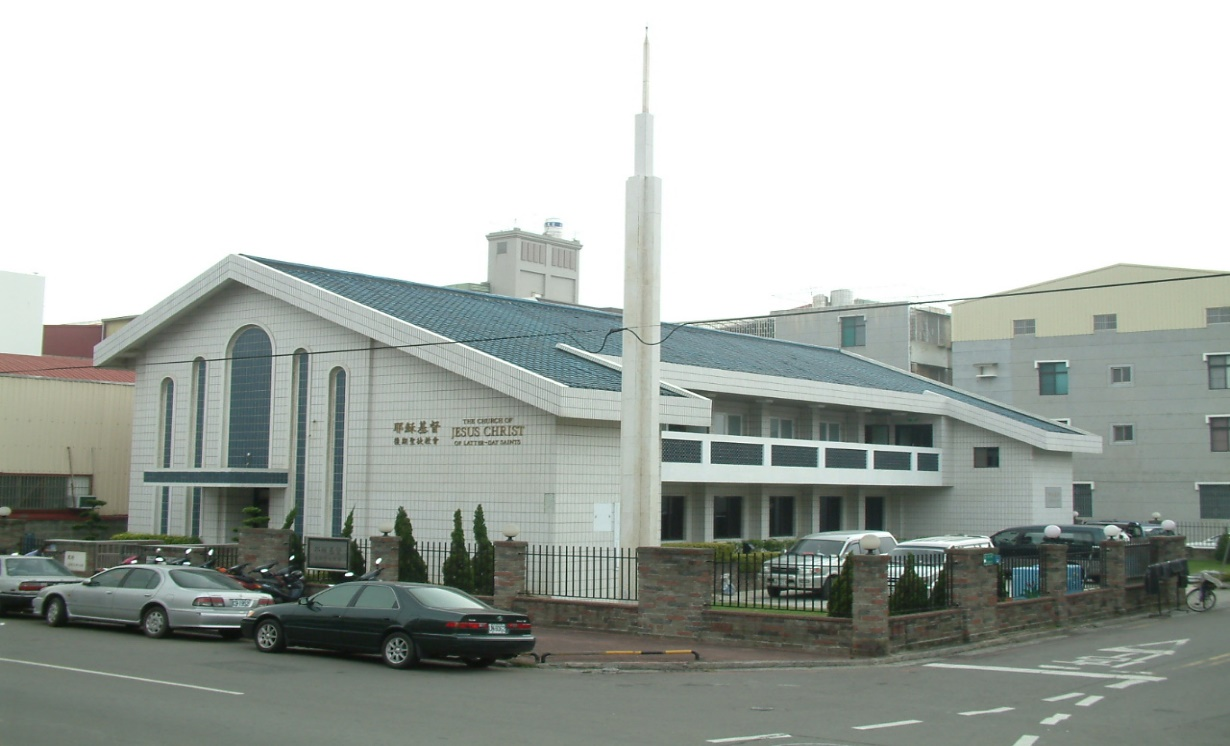 耶穌基督
後期聖徒教會
THE CHURCH OF
JESUS CHRIST
OF LATTER-DAY SAINTS